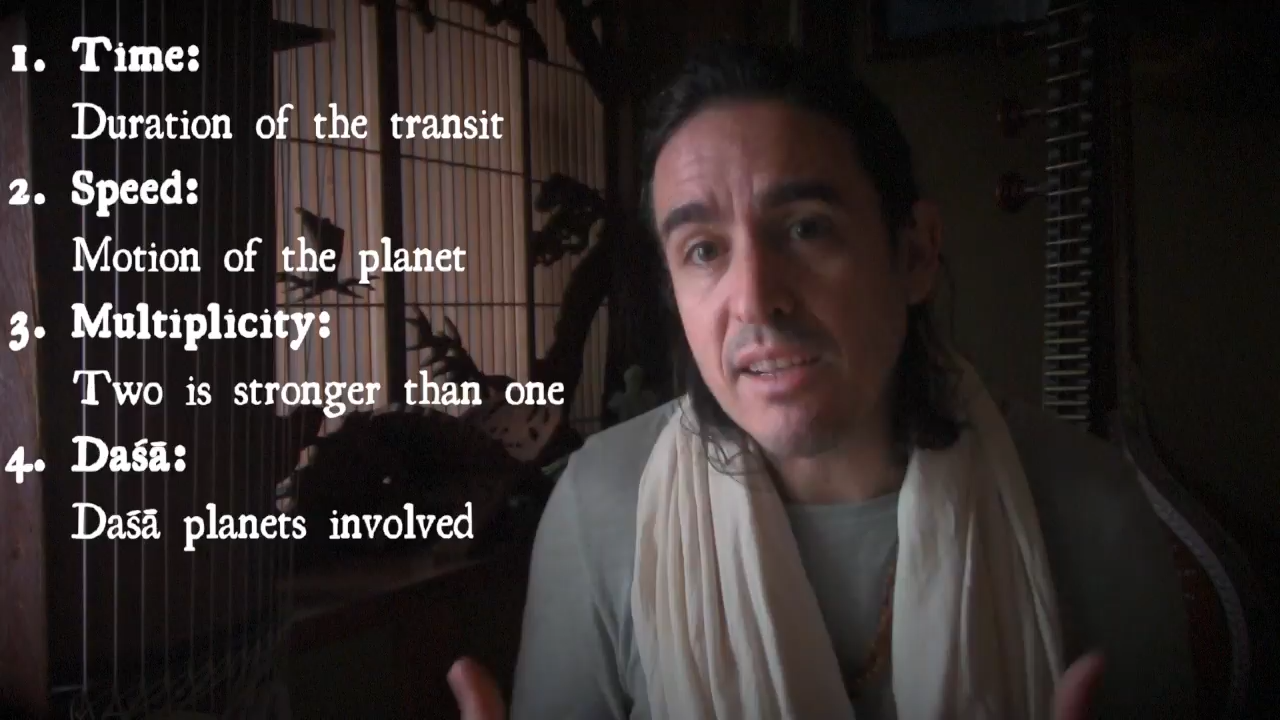 1. Time:
Duration of the transit
2. Speed:
Motion of the planet
3. Multiplicity:
Two is stronger than one
4. Daśā:
Daśā planets involved